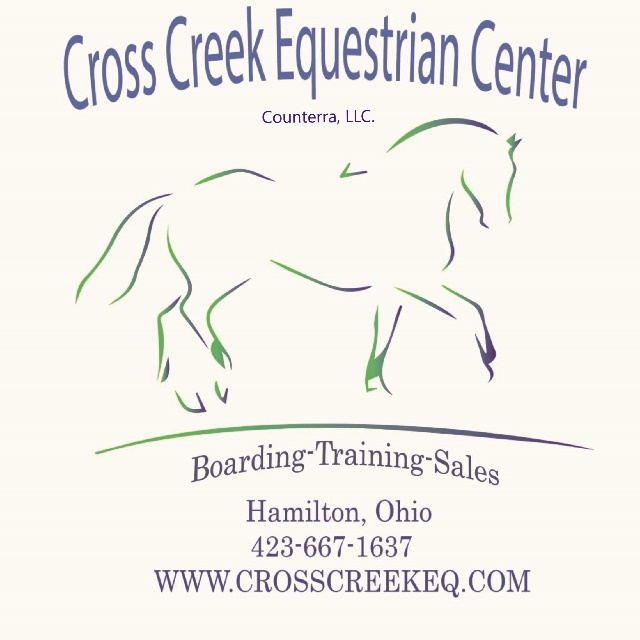 Cross Creek Equestrian Center
Counterra, LLC.
Boarding-Training-Sales
Hamilton, Ohio
423-667-1637
WWW.CROSSCREEKEQ.COM